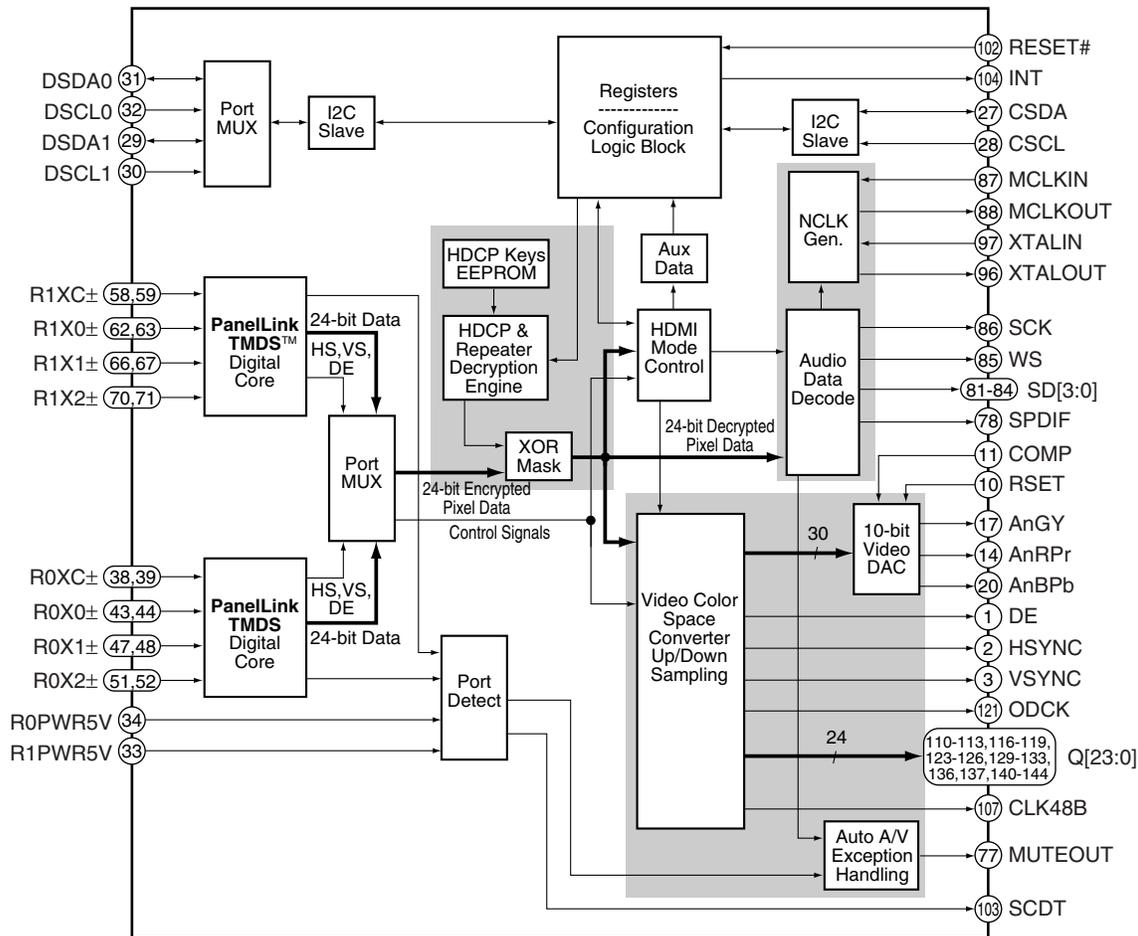 DSDA0 31
DSCL0 32
DSDA1 29
DSCL1 30
Port
MUX
I2C
Slave
Registers
-------------
Configuration
Logic Block
I2C
Slave
102 RESET#
104 INT
27 CSDA
28 CSCL
87 MCLKIN
88 MCLKOUT
97 XTALIN
96 XTALOUT
NCLK
Gen.
HDCP Keys
EEPROM
Aux
Data
R1XC± 58,59
R1X0± 62,63
R1X1± 66,67
R1X2± 70,71
PanelLink
TMDS™
Digital
Core
24-bit Data
HS,VS,
DE
HDCP &
Repeater
Decryption
Engine
HDMI
Mode
Control
Audio
Data
Decode
86 SCK
85 WS
81-84 SD[3:0]
78 SPDIF
11 COMP
10 RSET
Port
MUX
XOR
Mask
24-bit Decrypted
Pixel Data
24-bit Encrypted
Pixel Data
Control Signals
30
10-bit
Video
DAC
17 AnGY
14 AnRPr
20 AnBPb
R0XC± 38,39
R0X0± 43,44
R0X1± 47,48
R0X2± 51,52
PanelLink
TMDS
Digital
Core
HS,VS,
DE
24-bit Data
Video Color
Space
Converter
Up/Down
Sampling
1 DE
2 HSYNC
3 VSYNC
121 ODCK
Port
Detect
R0PWR5V 34
R1PWR5V 33
24
110-113,116-119,
123-126,129-133,
136,137,140-144
Q[23:0]
107 CLK48B
Auto A/V
Exception
Handling
77 MUTEOUT
103 SCDT